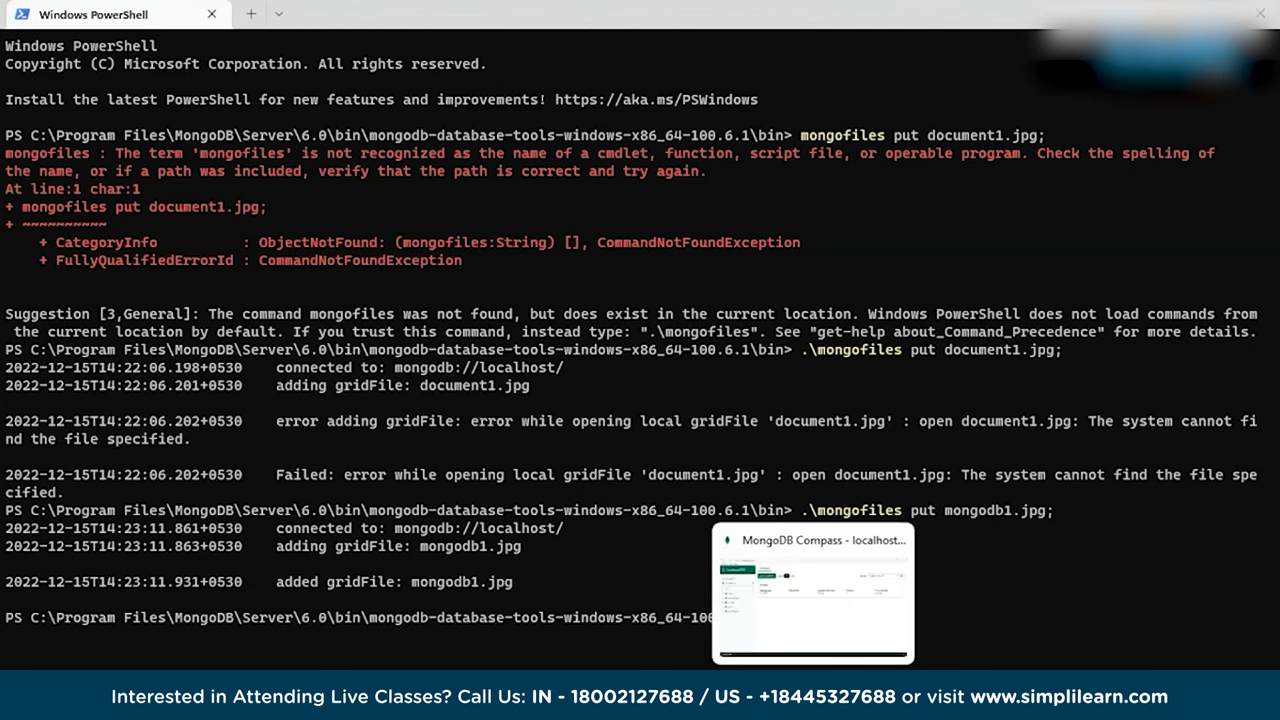 Windows PowerShell
Windows PowerShell
Copyright (C) Microsoft Corporation. All rights reserved.
Install the latest PowerShell for new features and improvements! https://aka.ms/PSWindows
PS C:\Program Files\MongoDB\Server\6.0\bin\mongodb-database-tools-windows-x86_64-100.6.1\bin> mongofiles put document1.jpg;
mongofiles : The term 'mongofiles' is not recognized as the name of a cmdlet, function, script file, or operable program. Check the spelling of
the name, or if a path was included, verify that the path is correct and try again.
At line:1 char:1
+ mongofiles put document1.jpg;
+ ~~~~~~~~~~
+ CategoryInfo : ObjectNotFound: (mongofiles:String) [], CommandNotFoundException
+ FullyQualifiedErrorId : CommandNotFoundException
Suggestion [3,General]: The command mongofiles was not found, but does exist in the current location. Windows PowerShell does not load commands from
the current location by default. If you trust this command, instead type: ".\mongofiles". See "get-help about_Command_Precedence" for more details.
PS C:\Program Files\MongoDB\Server\6.0\bin\mongodb-database-tools-windows-x86_64-100.6.1\bin> .\mongofiles put document1.jpg;
2022-12-15T14:22:06.198+0530 connected to: mongodb://localhost/
2022-12-15T14:22:06.201+0530 adding gridFile: document1.jpg
2022-12-15T14:22:06.202+0530 error adding gridFile: error while opening local gridFile 'document1.jpg' : open document1.jpg: The system cannot fi
nd the file specified.
2022-12-15T14:22:06.202+0530 Failed: error while opening local gridFile 'document1.jpg' : open document1.jpg: The system cannot find the file spe
cified.
PS C:\Program Files\MongoDB\Server\6.0\bin\mongodb-database-tools-windows-x86_64-100.6.1\bin> .\mongofiles put mongodb1.jpg;
2022-12-15T14:23:11.861+0530 connected to: mongodb://localhost/
2022-12-15T14:23:11.863+0530 adding gridFile: mongodb1.jpg
MongoDB Compass - localhost...
2022-12-15T14:23:11.931+0530 added gridFile: mongodb1.jpg
PS C:\Program Files\MongoDB\Server\6.0\bin\mongodb-database-tools-windows-x86_64-100
Interested in Attending Live Classes? Call Us: IN - 18002127688 / US - +18445327688 or visit www.simplilearn.com